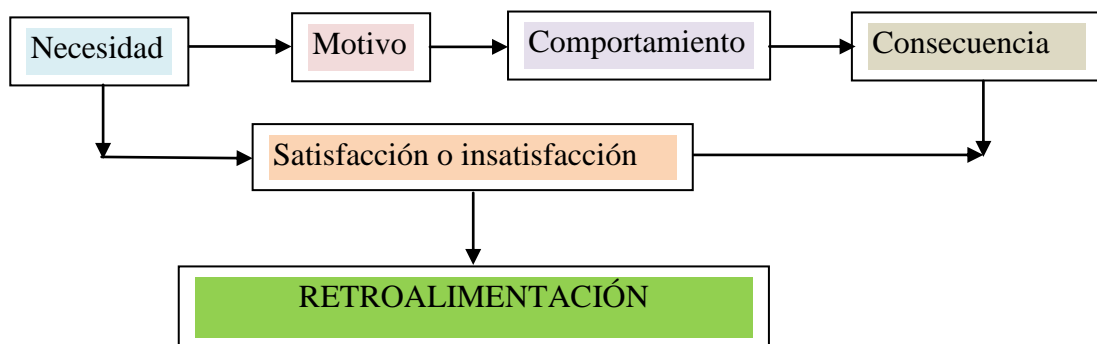 Necesidad
Motivo
Comportamiento
Consecuencia
Satisfacción o insatisfacción
RETROALIMENTACIÓN